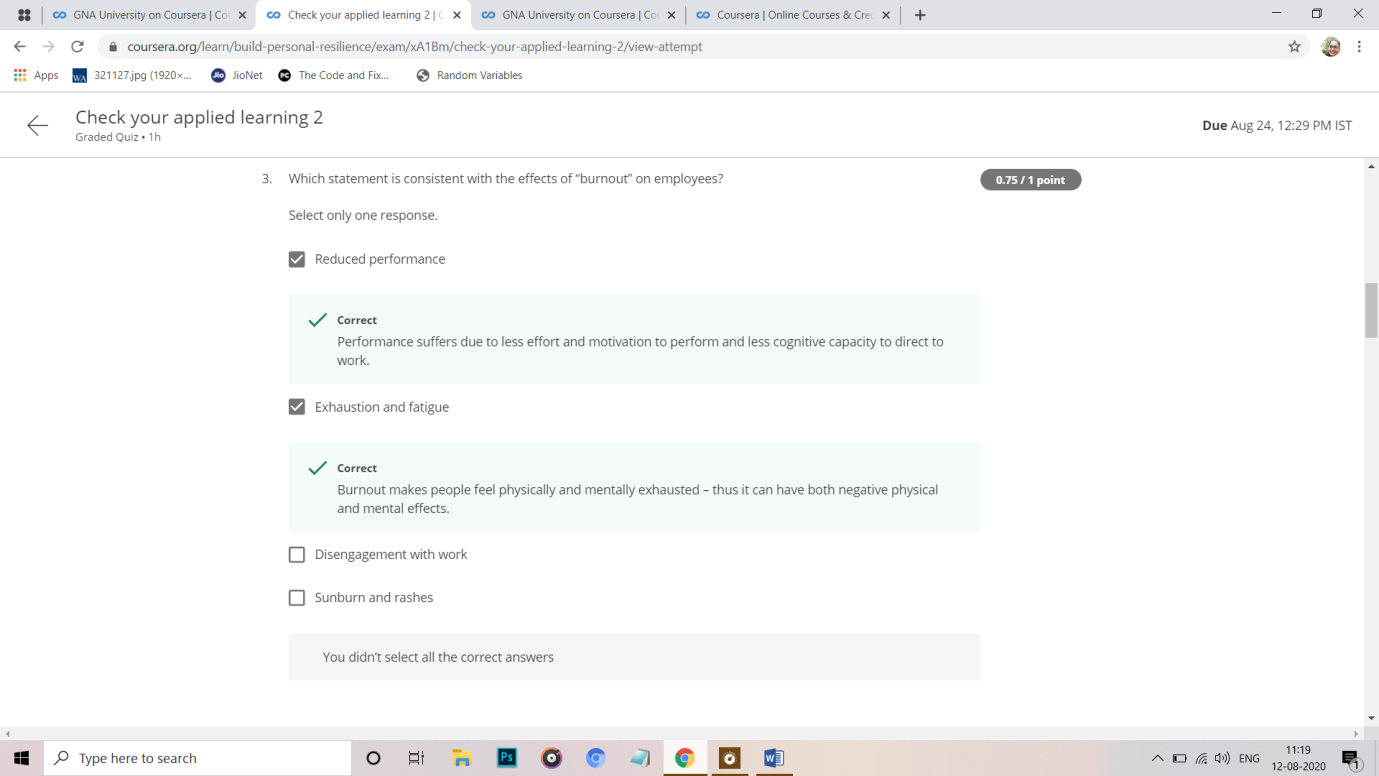 GNA University on Coursera | Co
Check your applied learning 2 | C
GNA University on Coursera | Co
Coursera | Online Courses & Cre
coursera.org/learn/build-personal-resilience/exam/xA1Bm/check-your-applied-learning-2/view-attempt
Apps
WA
321127.jpg (1920×...
Jio
JioNet
PC
The Code and Fix...
Random Variables
Check your applied learning 2
Graded Quiz • 1h
Due Aug 24, 12:29 PM IST
3. Which statement is consistent with the effects of “burnout” on employees?
0.75 / 1 point
Select only one response.
Reduced performance
Correct
Performance suffers due to less effort and motivation to perform and less cognitive capacity to direct to
work.
Exhaustion and fatigue
Correct
Burnout makes people feel physically and mentally exhausted – thus it can have both negative physical
and mental effects.
Disengagement with work
Sunburn and rashes
You didn’t select all the correct answers
Type here to search
Ps
W
ENG
11:19
12-08-2020
1